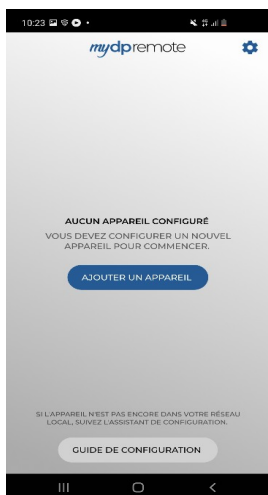 10:23
mydpremote
AUCUN APPAREIL CONFIGURÉ
VOUS DEVEZ CONFIGURER UN NOUVEL
APPAREIL POUR COMMENCER.
AJOUTER UN APPAREIL
SI L'APPAREIL N'EST PAS ENCORE DANS VOTRE RÉSEAU
LOCAL, SUIVEZ L'ASSISTANT DE CONFIGURATION.
GUIDE DE CONFIGURATION